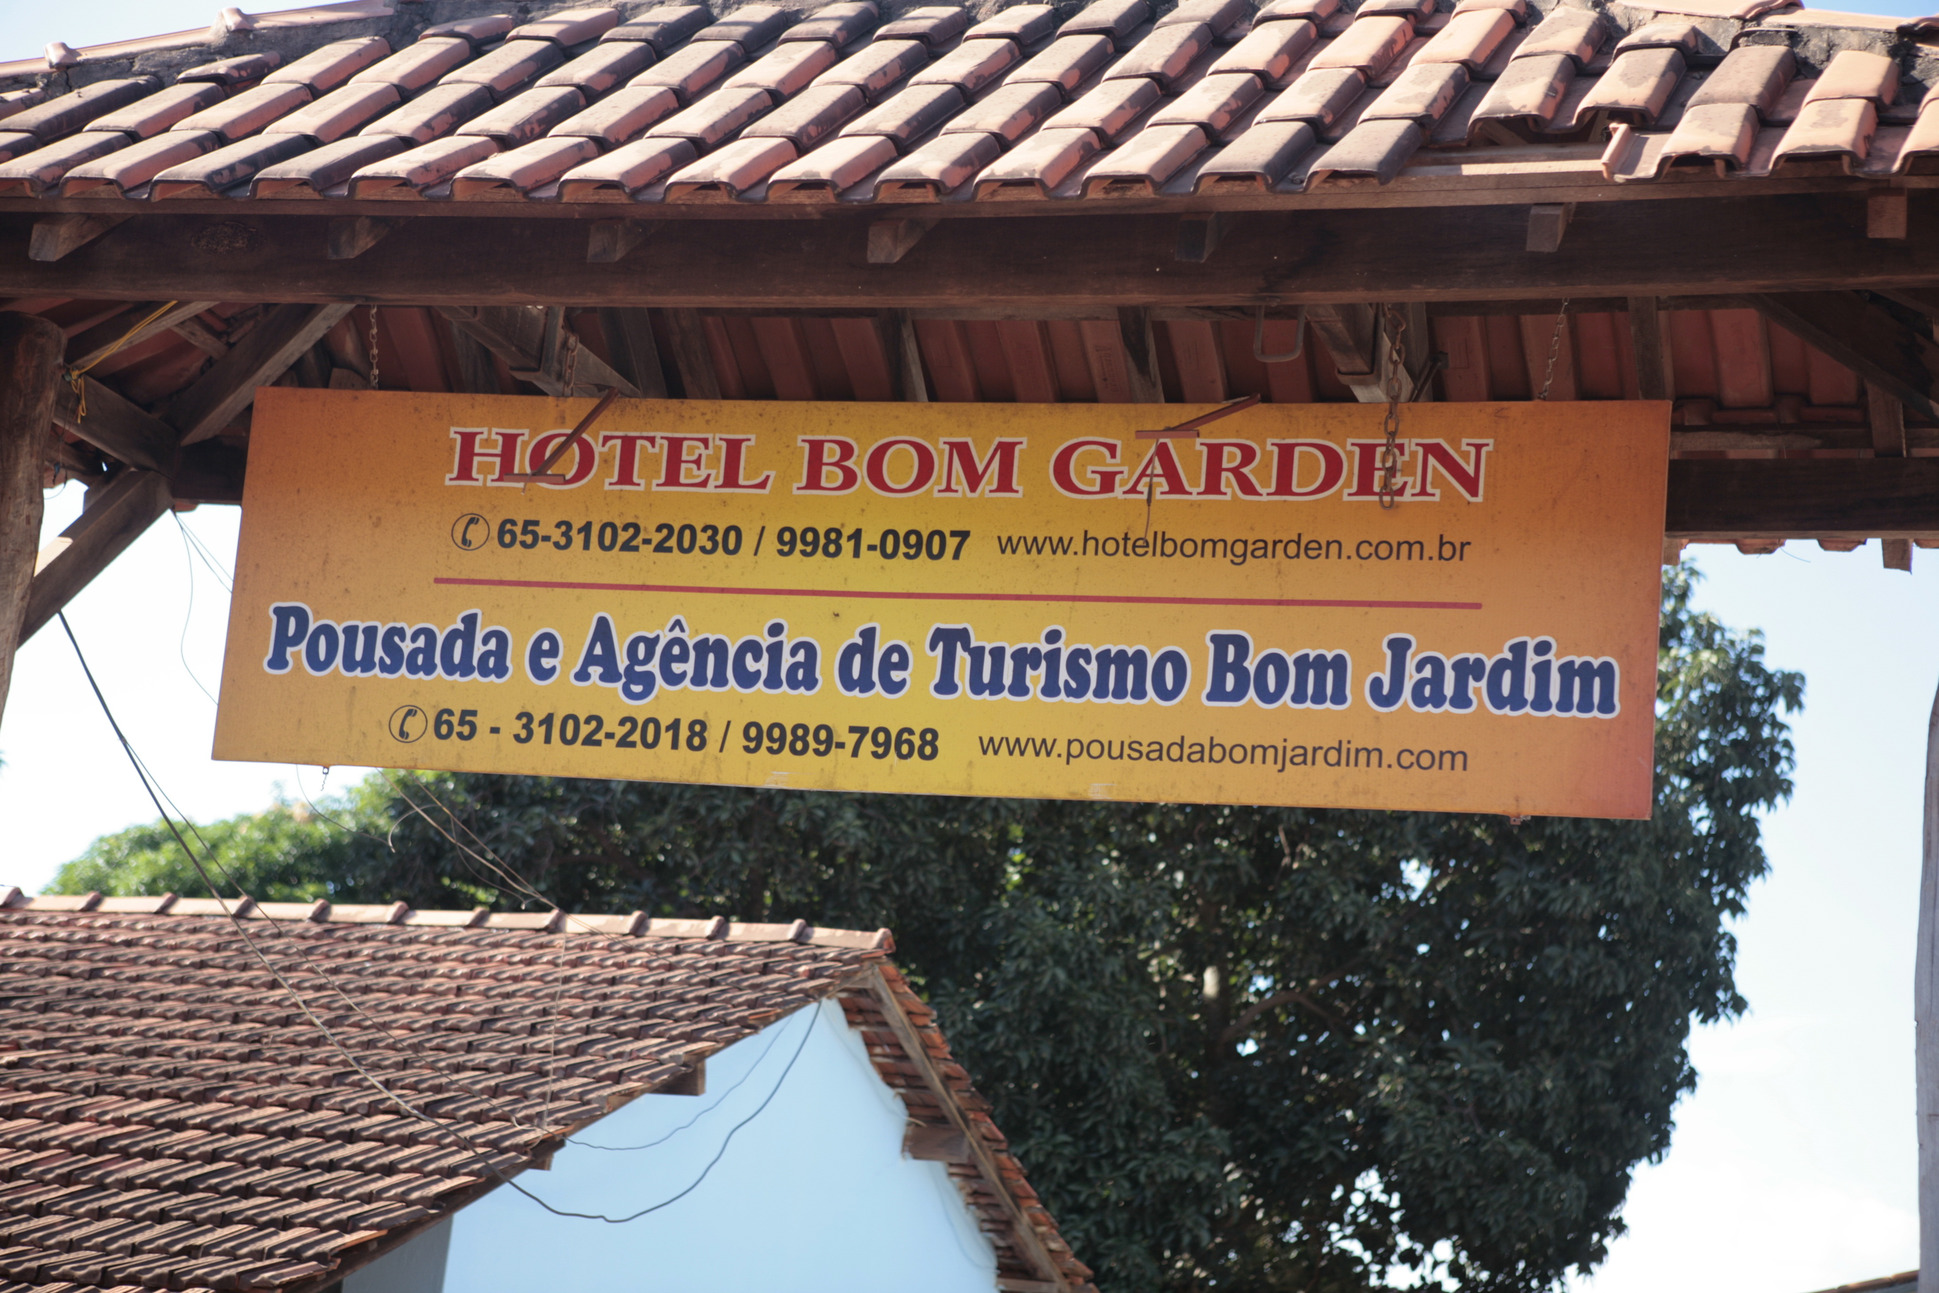 HOTEL BOM GARDEN
65-3102-2030 / 9981-0907 www.hotelbomgarden.com.br
Pousada e Agência de Turismo Bom Jardim
65 - 3102-2018 / 9989-7968 www.pousadabomjardim.com